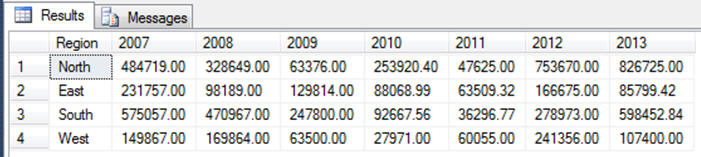 Results Messages
Region 2007 2008 2009 2010 2011 2012 2013
1 North 484719.00 328649.00 63376.00 253920.40 47625.00 753670.00 826725.00
2 East 231757.00 98189.00 129814.00 88068.99 63509.32 166675.00 85799.42
3 South 575057.00 470967.00 247800.00 92667.56 36296.77 278973.00 598452.84
4 West 149867.00 169864.00 63500.00 27971.00 60055.00 241356.00 107400.00